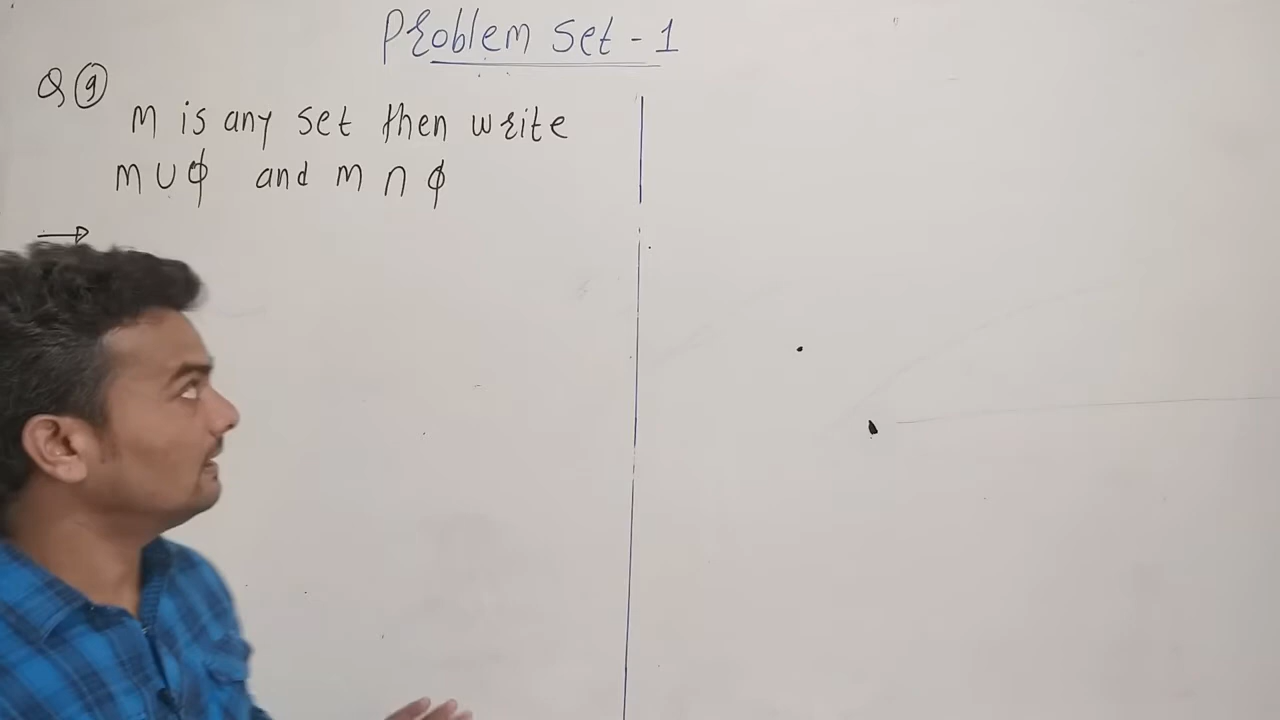 Problem Set - 1
Q 9
M is any set then write
M ∪ ϕ and M ∩ ϕ
→